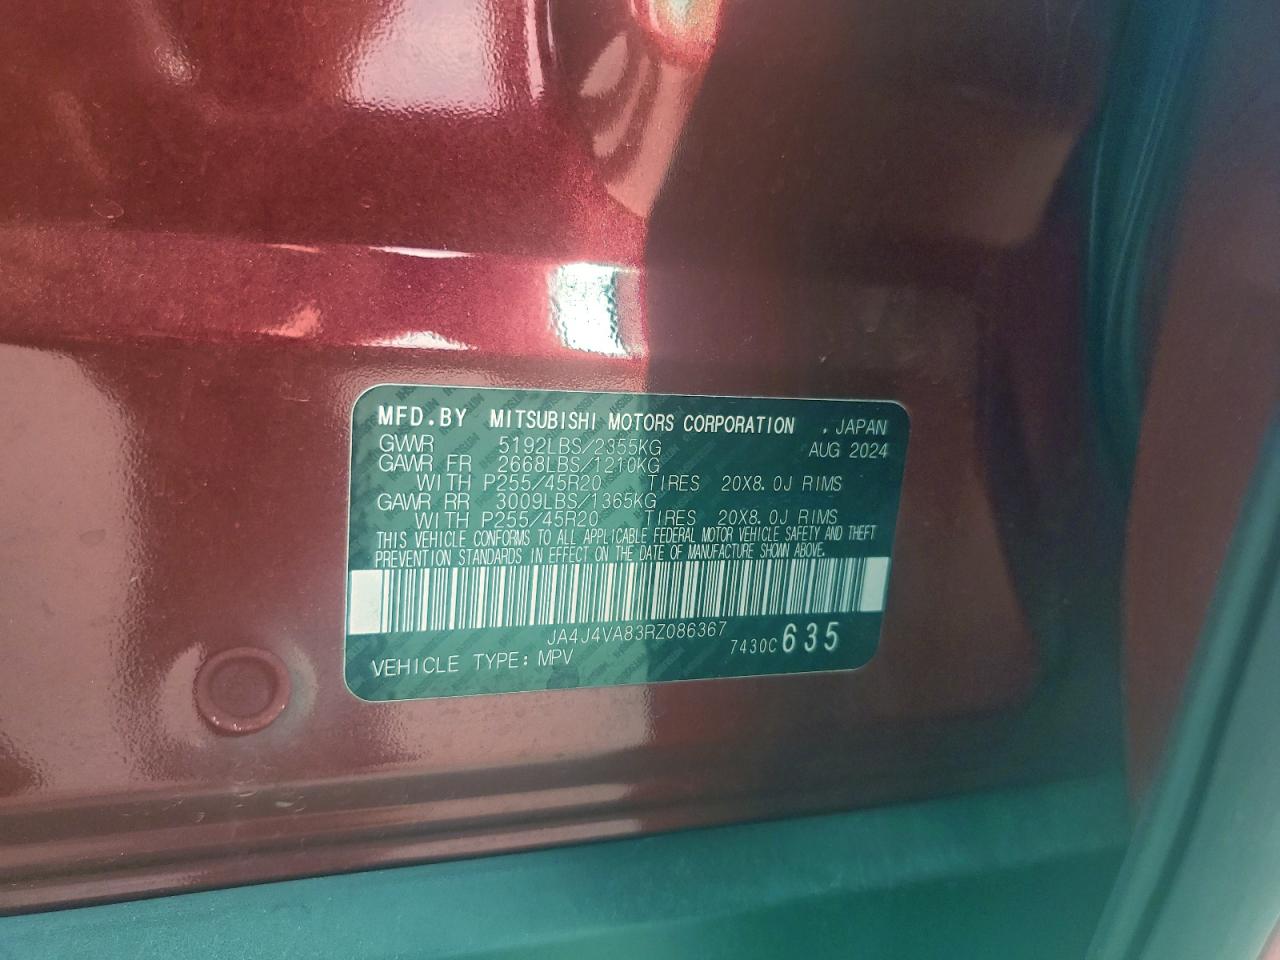 MFD.BY MITSUBISHI MOTORS CORPORATION , JAPAN
GVWR 5192LBS/2355KG AUG 2024
GAWR FR 2668LBS/1210KG
WITH P255/45R20 TIRES 20X8.0J RIMS
GAWR RR 3009LBS/1365KG
WITH P255/45R20 TIRES 20X8.0J RIMS
THIS VEHICLE CONFORMS TO ALL APPLICABLE FEDERAL MOTOR VEHICLE SAFETY AND THEFT
PREVENTION STANDARDS IN EFFECT ON THE DATE OF MANUFACTURE SHOWN ABOVE.
JA4J4VA83RZ086367
VEHICLE TYPE: MPV 7430C 635